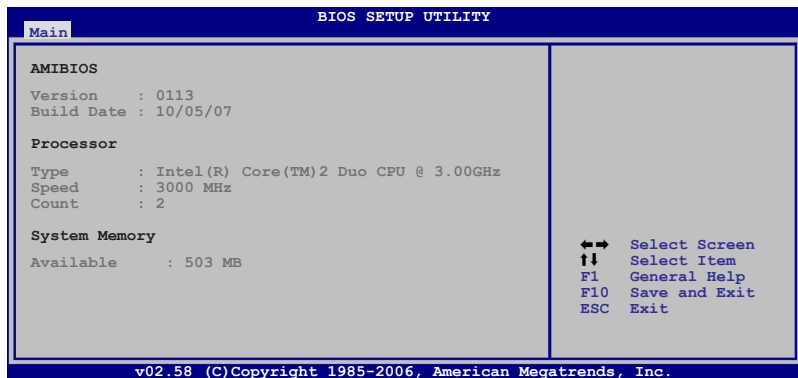 BIOS SETUP UTILITY
Main
AMIBIOS
Version : 0113
Build Date : 10/05/07
Processor
Type : Intel(R) Core(TM)2 Duo CPU @ 3.00GHz
Speed : 3000 MHz
Count : 2
System Memory
Available : 503 MB
←→ Select Screen
↑↓ Select Item
F1 General Help
F10 Save and Exit
ESC Exit
v02.58 (C)Copyright 1985-2006, American Megatrends, Inc.